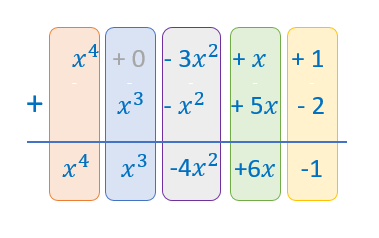 x⁴ + 0 - 3x² + x + 1
+ x³ - x² + 5x - 2
x⁴ x³ -4x² +6x -1